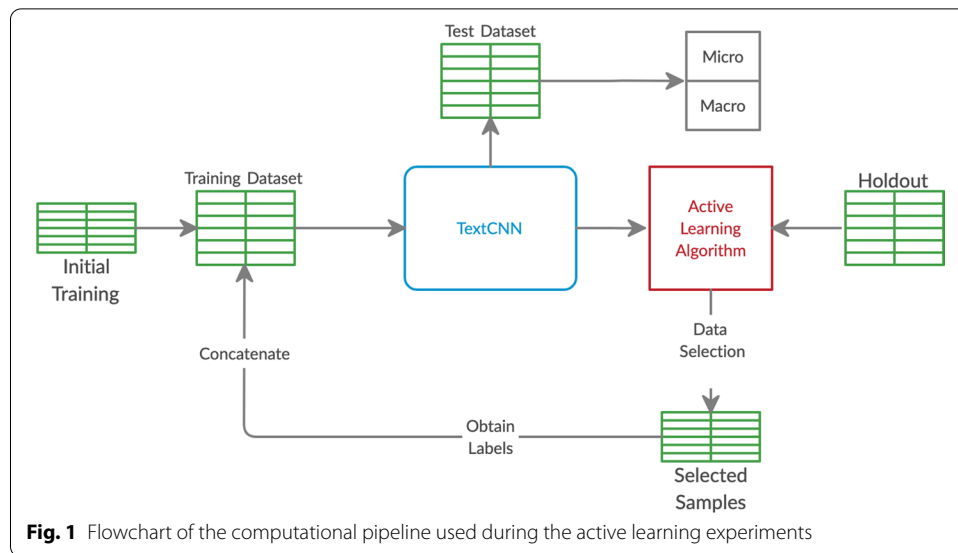 Test Dataset
Micro
Macro
Training Dataset
Initial
Training
TextCNN
Active
Learning
Algorithm
Holdout
Data
Selection
Concatenate
Obtain
Labels
Selected
Samples
Fig. 1 Flowchart of the computational pipeline used during the active learning experiments